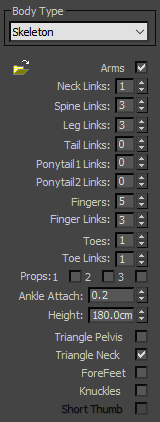 Body Type
Skeleton
Arms
Neck Links: 1
Spine Links: 3
Leg Links: 3
Tail Links: 0
Ponytail1 Links: 0
Ponytail2 Links: 0
Fingers: 5
Finger Links: 3
Toes: 1
Toe Links: 1
Props: 1 2 3
Ankle Attach: 0.2
Height: 180.0cm
Triangle Pelvis
Triangle Neck
ForeFeet
Knuckles
Short Thumb